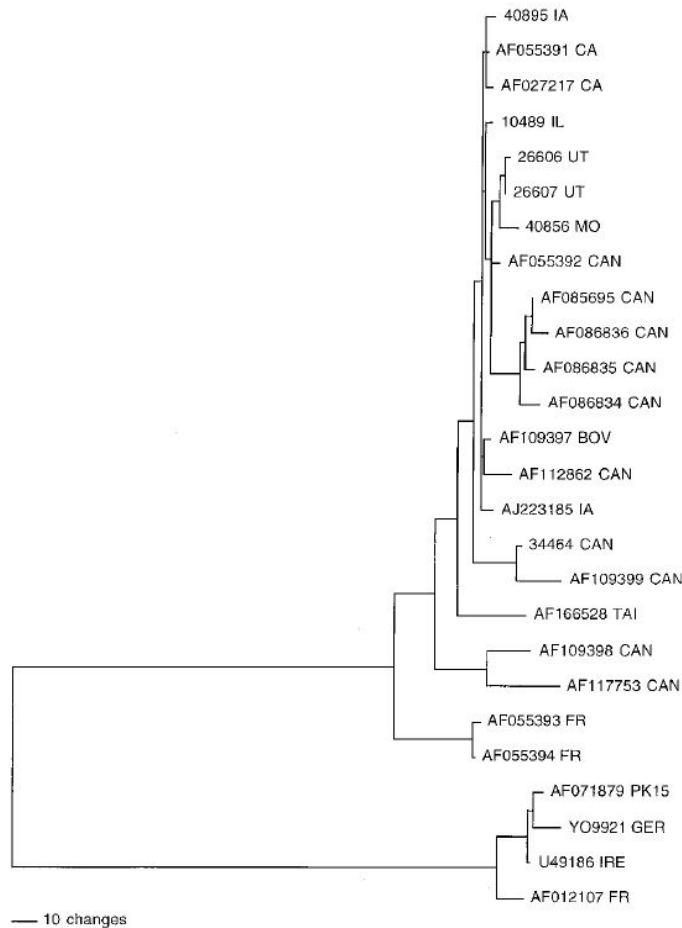 40895 IA
AF055391 CA
AF027217 CA
10489 IL
26606 UT
26607 UT
40856 MO
AF055392 CAN
AF085695 CAN
AF086836 CAN
AF086835 CAN
AF086834 CAN
AF109397 BOV
AF112862 CAN
AJ223185 IA
34464 CAN
AF109399 CAN
AF166528 TAI
AF109398 CAN
AF117753 CAN
AF055393 FR
AF055394 FR
AF071879 PK15
YO9921 GER
U49186 IRE
AF012107 FR
10 changes